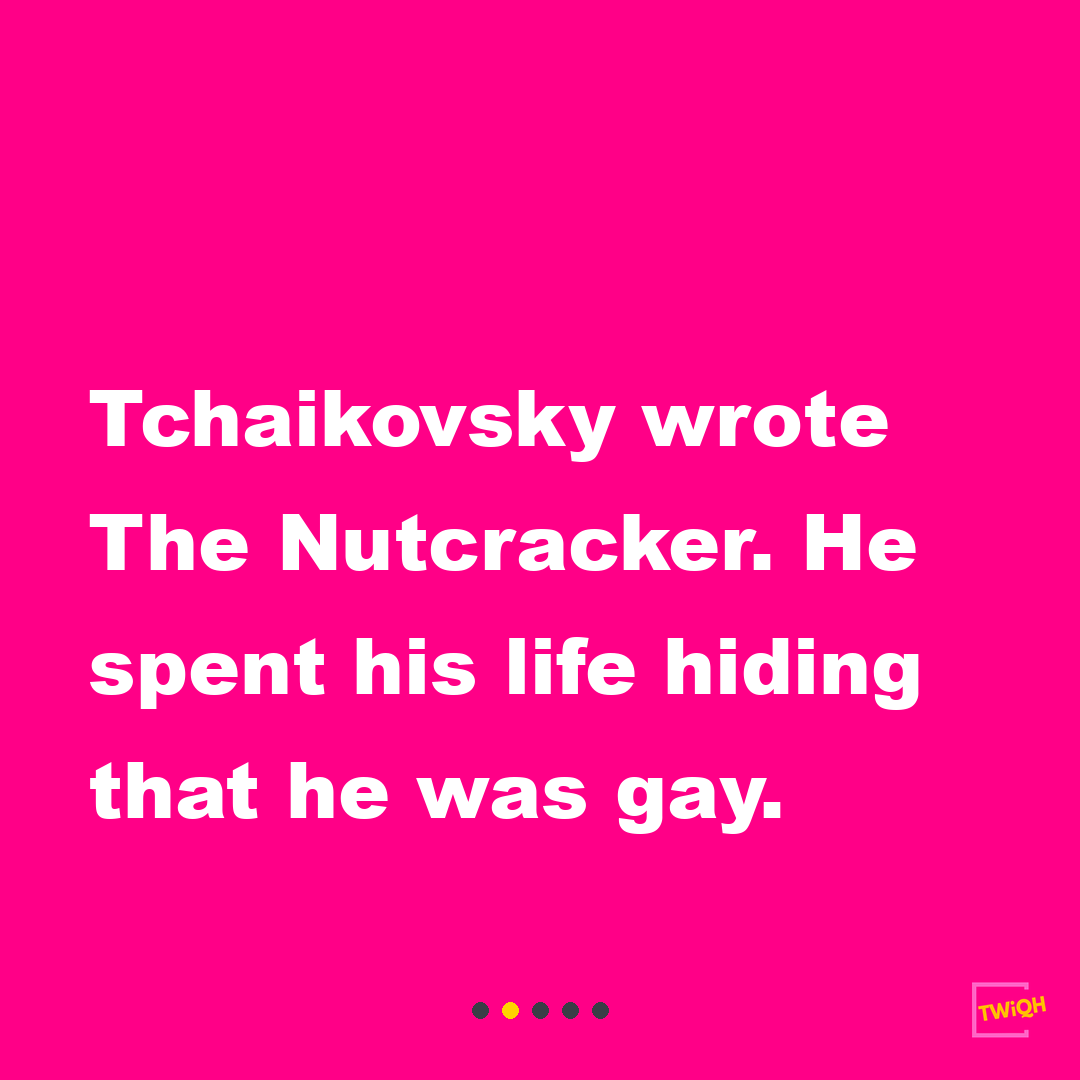 Tchaikovsky wrote
The Nutcracker. He
spent his life hiding
that he was gay.
TWiQH